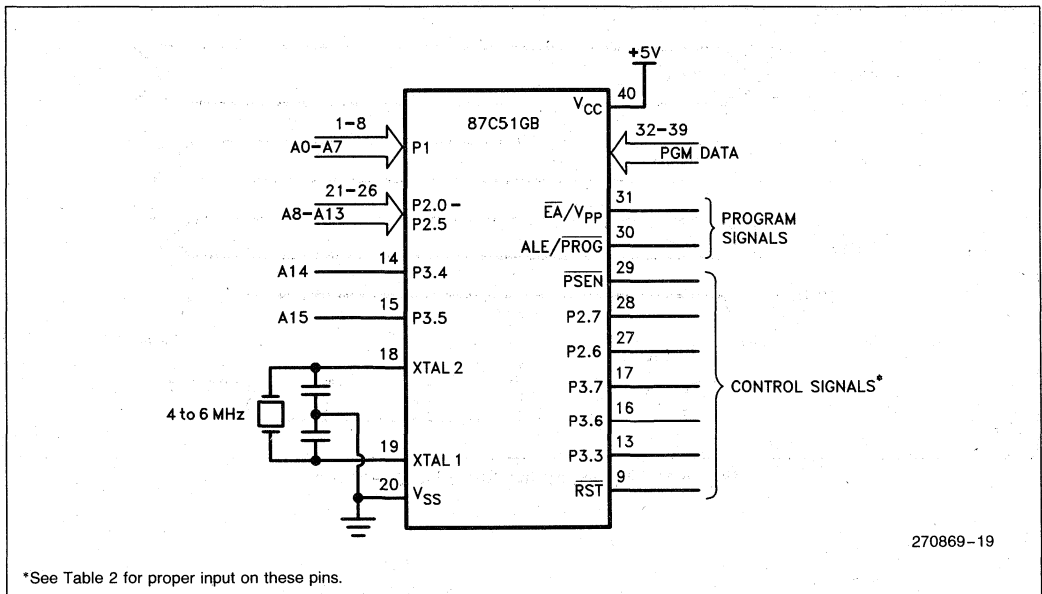 +5V
40
VCC
87C51GB
1-8
A0-A7
P1
32-39
PGM DATA
21-26
A8-A13
P2.0-
P2.5
31
EA/VPP
30
ALE/PROG
PROGRAM
SIGNALS
14
A14
P3.4
29
PSEN
15
A15
P3.5
28
P2.7
27
P2.6
18
XTAL 2
17
P3.7
CONTROL SIGNALS*
4 to 6 MHz
16
P3.6
19
XTAL 1
13
P3.3
20
VSS
9
RST
270869-19
*See Table 2 for proper input on these pins.